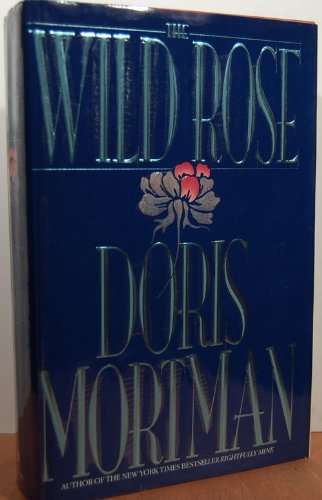 THE
WILD ROSE
DORIS
MORTMAN
AUTHOR OF THE NEW YORK TIMES BESTSELLER RIGHTFULLY MINE